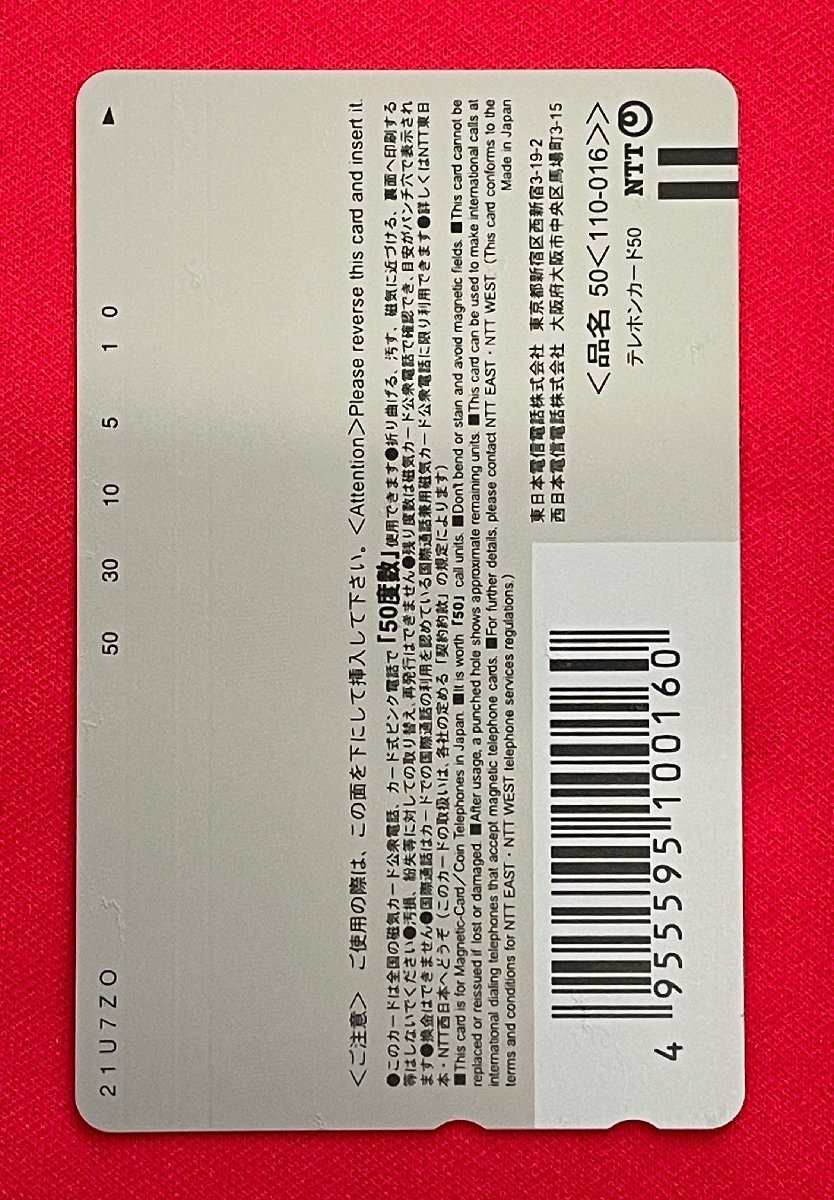 21U7ZO 50 30 10 5 1 0
＜ご注意＞ ご使用の際は、この面を下にして挿入して下さい。＜Attention＞Please reverse this card and insert it.
●このカードは全国の磁気カード公衆電話、カード式ピンク電話で「50度数」使用できます●折り曲げる、汚す、磁気に近づける、裏面へ印刷する
等はしないでください●汚損、紛失等に対しての取り替え、再発行はできません●残り度数は磁気カード公衆電話で確認でき、目安がパンチ穴で表示され
ます●換金はできません●国際通話はカードでの国際通話の利用を認めている国際通話兼用磁気カード公衆電話に限り利用できます●詳しくはNTT東日
本・NTT西日本へどうぞ（このカードの取扱いは、各社の定める「契約約款」の規定によります）
■This card is for Magnetic-Card/Coin Telephones in Japan. ■It is worth「50」call units. ■Don't bend or stain and avoid magnetic fields. ■This card cannot be
replaced or reissued if lost or damaged. ■After usage, a punched hole shows approximate remaining units. ■This card can be used to make international calls at
international dialing telephones that accept magnetic telephone cards. ■For further details, please contact NTT EAST・NTT WEST（This card conforms to the
terms and conditions for NTT EAST・NTT WEST telephone services regulations.）
Made in Japan
東日本電信電話株式会社 東京都新宿区西新宿3-19-2
西日本電信電話株式会社 大阪府大阪市中央区馬場町3-15
＜品名 50＜110-016＞＞
テレホンカード50 NTT
4 955595 100160